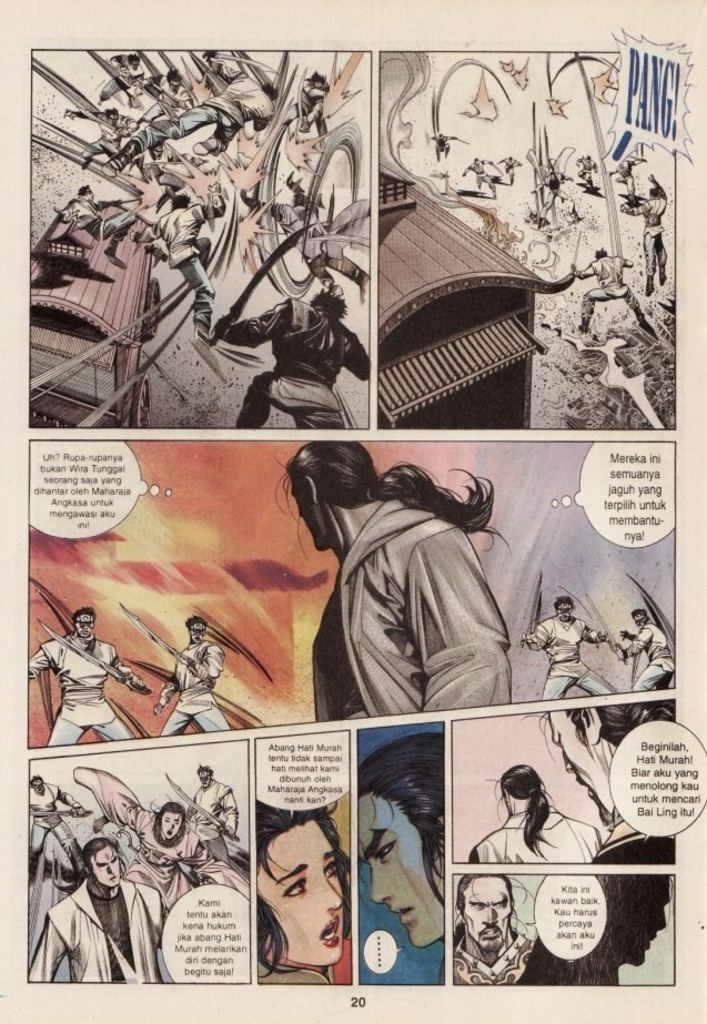 PANG!
Uh? Rupa-rupanya
bukan Wira Tunggal
seorang saja yang
dihantar oleh Maharaja
Angkasa untuk
mengawasi aku
ini!
Mereka ini
semuanya
jaguh yang
terpilih untuk
membantu-
nya!
Kami
tentu akan
kena hukum
jika abang Hati
Murah melarikan
diri dengan
begitu saja!
Abang Hati Murah
tentu tidak sampai
hati melihat kami
dibunuh oleh
Maharaja Angkasa
nanti kan?
......
Beginilah,
Hati Murah!
Biar aku yang
menolong kau
untuk mencari
Bai Ling itu!
Kita ini
kawan baik.
Kau harus
percaya
akan aku
ini!
20